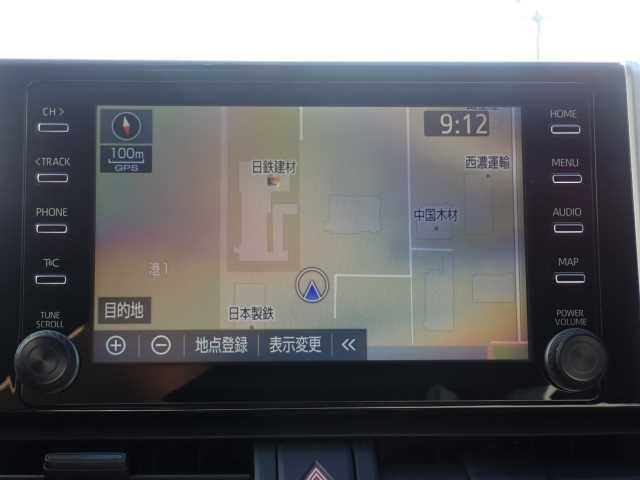 CH >
<TRACK
PHONE
T&C
TUNE
SCROLL
100m
GPS
9:12
日鉄建材
西濃運輸
中国木材
港1
目的地
日本製鉄
地点登録
表示変更
HOME
MENU
AUDIO
MAP
POWER
VOLUME